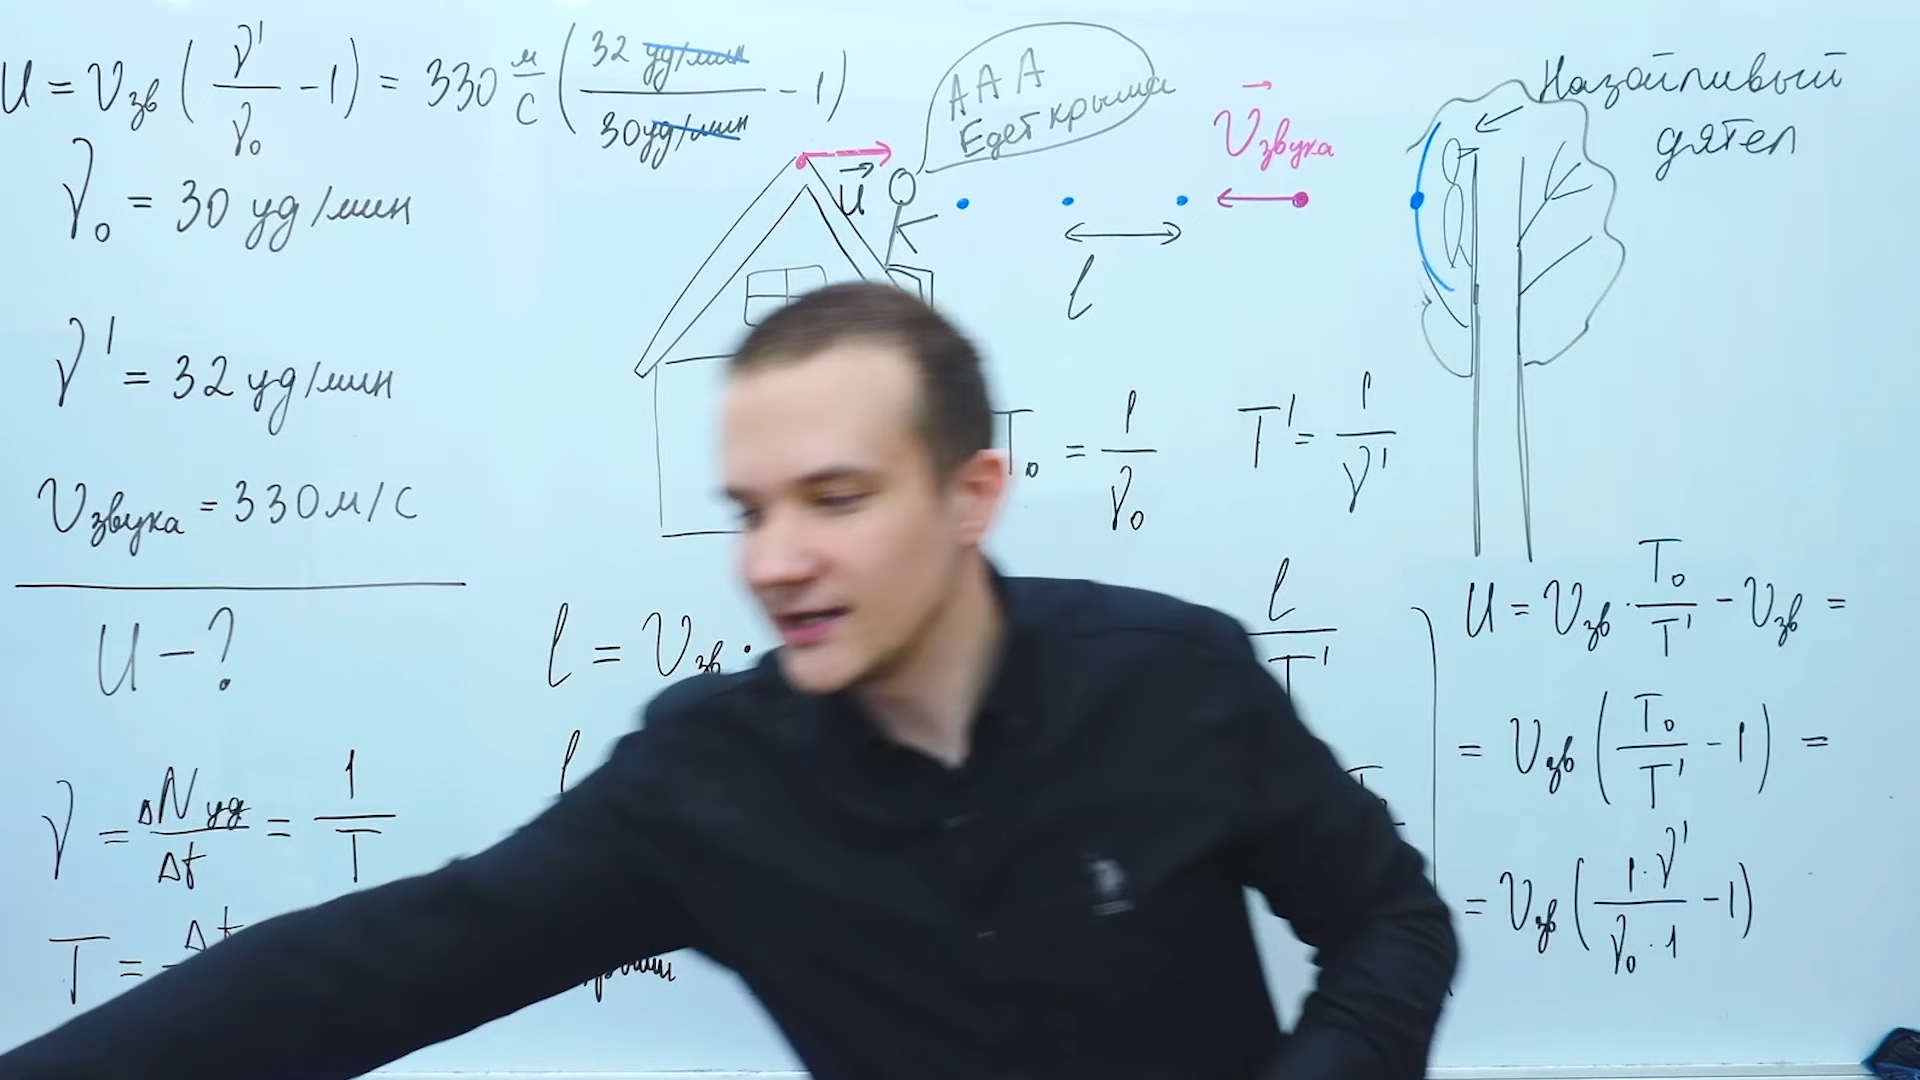 U = V зв ( ν' / ν₀ - 1 ) = 330 м/с ( 32 уд/мин / 30 уд/мин - 1 )
ν₀ = 30 уд/мин
ν' = 32 уд/мин
V звука = 330 м/с
U - ?
ν = ΔN уд / Δt = 1 / T
T = Δt
ААА
Едет крыша
U
l
V звука
Назойливый
дятел
T₀ = 1 / ν₀
T' = 1 / ν'
l = V зв ·
l / T'
l
U = V зв · T₀ / T' - V зв =
= V зв ( T₀ / T' - 1 ) =
= V зв ( 1 · ν' / ν₀ · 1 - 1 )